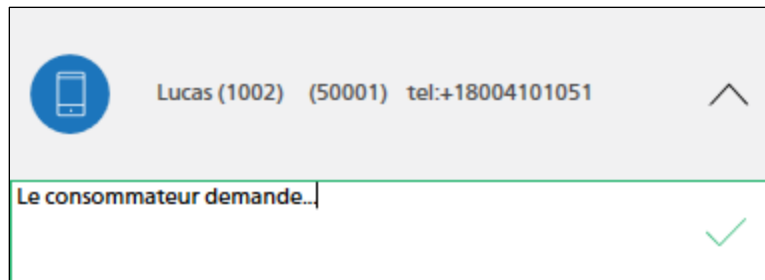 Lucas (1002) (50001) tel:+18004101051
Le consommateur demande...